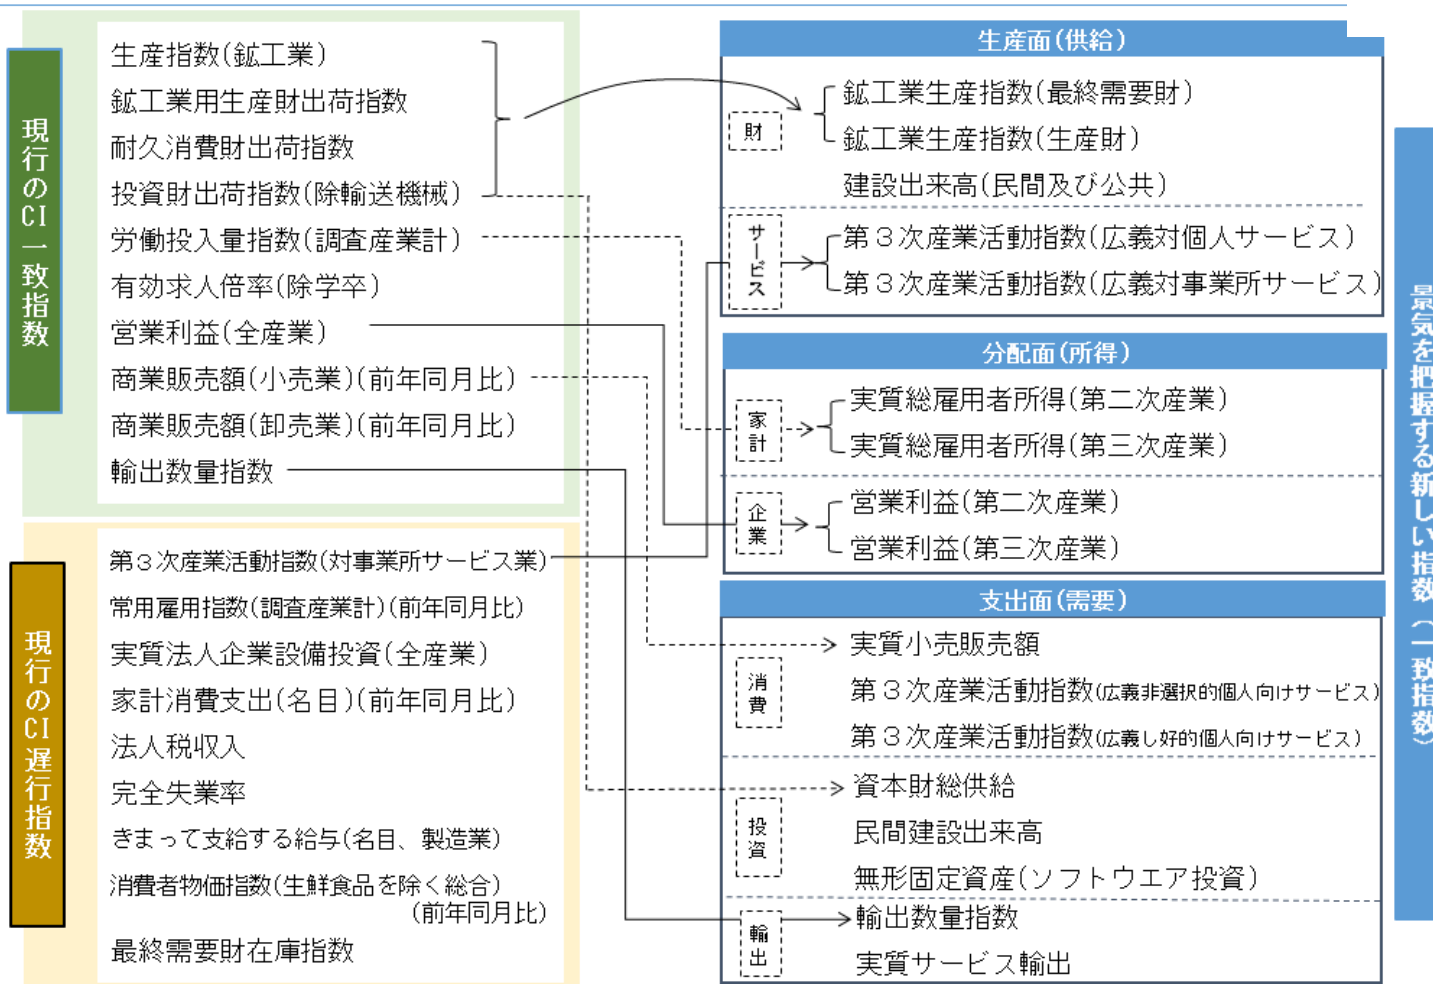 現行のCI一致指数
生産指数(鉱工業)
鉱工業用生産財出荷指数
耐久消費財出荷指数
投資財出荷指数(除輸送機械)
労働投入量指数(調査産業計)
有効求人倍率(除学卒)
営業利益(全産業)
商業販売額(小売業)(前年同月比)
商業販売額(卸売業)(前年同月比)
輸出数量指数
現行のCI遅行指数
第3次産業活動指数(対事業所サービス業)
常用雇用指数(調査産業計)(前年同月比)
実質法人企業設備投資(全産業)
家計消費支出(名目)(前年同月比)
法人税収入
完全失業率
きまって支給する給与(名目、製造業)
消費者物価指数(生鮮食品を除く総合)
(前年同月比)
最終需要財在庫指数
生産面(供給)
財
鉱工業生産指数(最終需要財)
鉱工業生産指数(生産財)
建設出来高(民間及び公共)
サービス
第3次産業活動指数(広義対個人サービス)
第3次産業活動指数(広義対事業所サービス)
分配面(所得)
家計
実質総雇用者所得(第二次産業)
実質総雇用者所得(第三次産業)
企業
営業利益(第二次産業)
営業利益(第三次産業)
支出面(需要)
消費
実質小売販売額
第3次産業活動指数(広義非選択的個人向けサービス)
第3次産業活動指数(広義し好的個人向けサービス)
投資
資本財総供給
民間建設出来高
無形固定資産(ソフトウエア投資)
輸出
輸出数量指数
実質サービス輸出
景気を把握する新しい指数(一致指数)